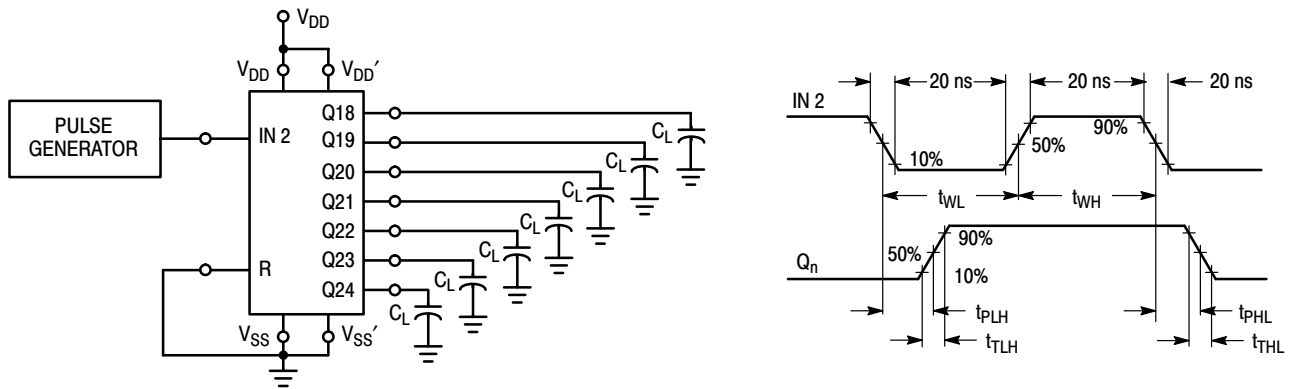 VDD
VDD
VDD′
PULSE
GENERATOR
IN 2
R
Q18
Q19
Q20
Q21
Q22
Q23
Q24
CL
CL
CL
CL
CL
CL
CL
VSS
VSS′
20 ns
20 ns
20 ns
IN 2
90%
50%
10%
tWL
tWH
Qn
50%
90%
10%
tPLH
tPHL
tTLH
tTHL